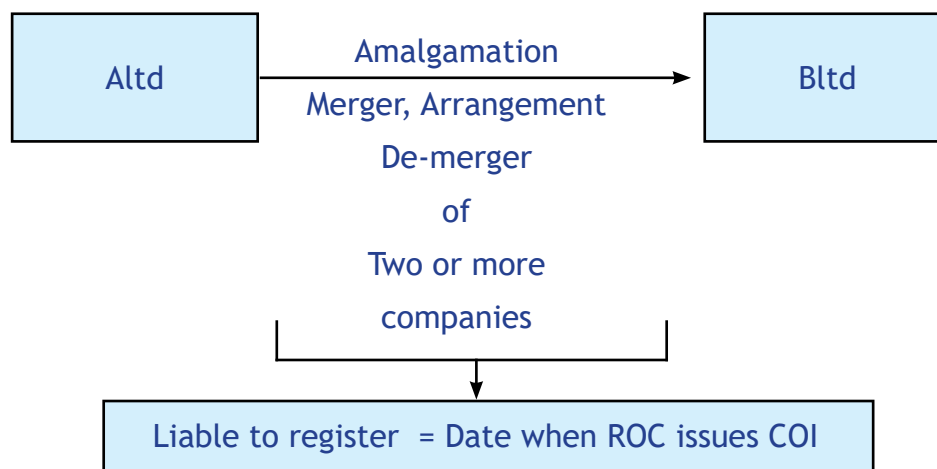 Altd
Amalgamation
Bltd
Merger, Arrangement
De-merger
of
Two or more
companies
Liable to register = Date when ROC issues COI